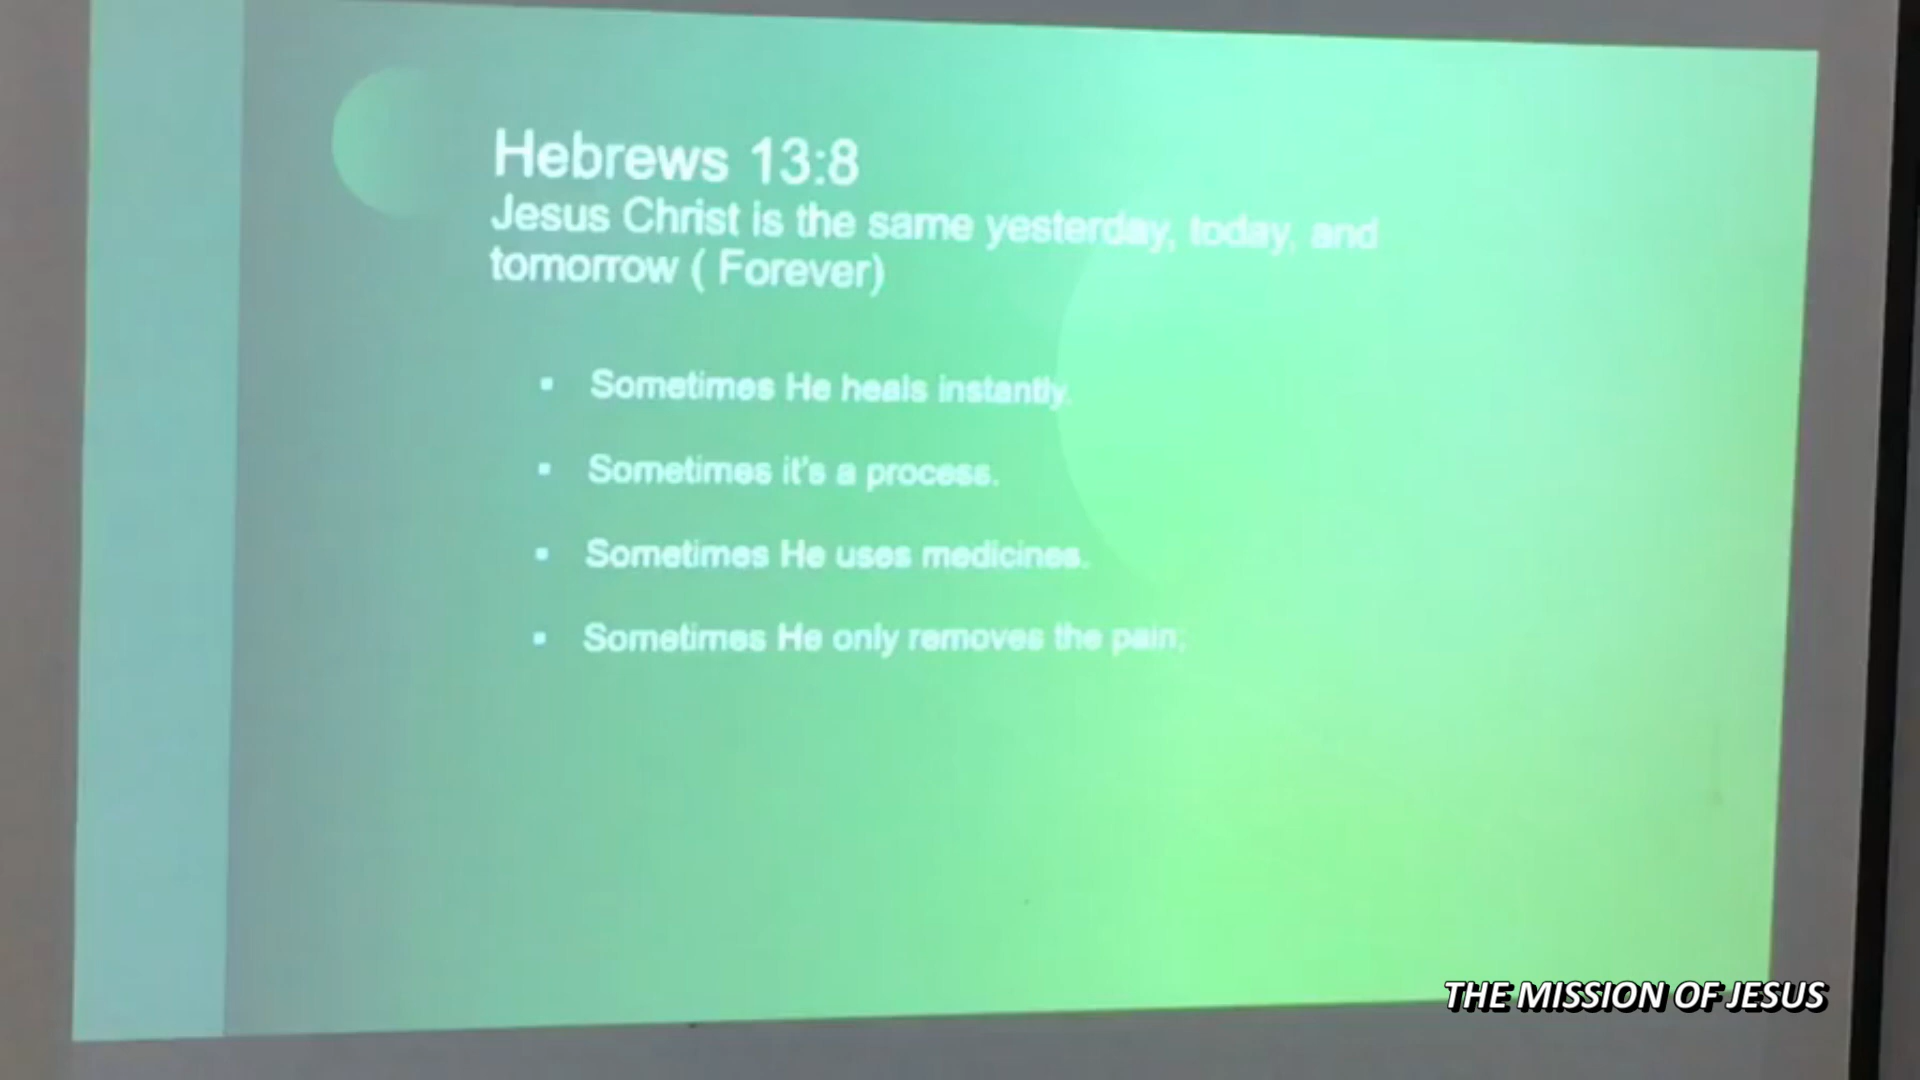 Hebrews 13:8
Jesus Christ is the same yesterday, today, and
tomorrow ( Forever)
▪ Sometimes He heals instantly.
▪ Sometimes it's a process.
▪ Sometimes He uses medicines.
▪ Sometimes He only removes the pain;
THE MISSION OF JESUS